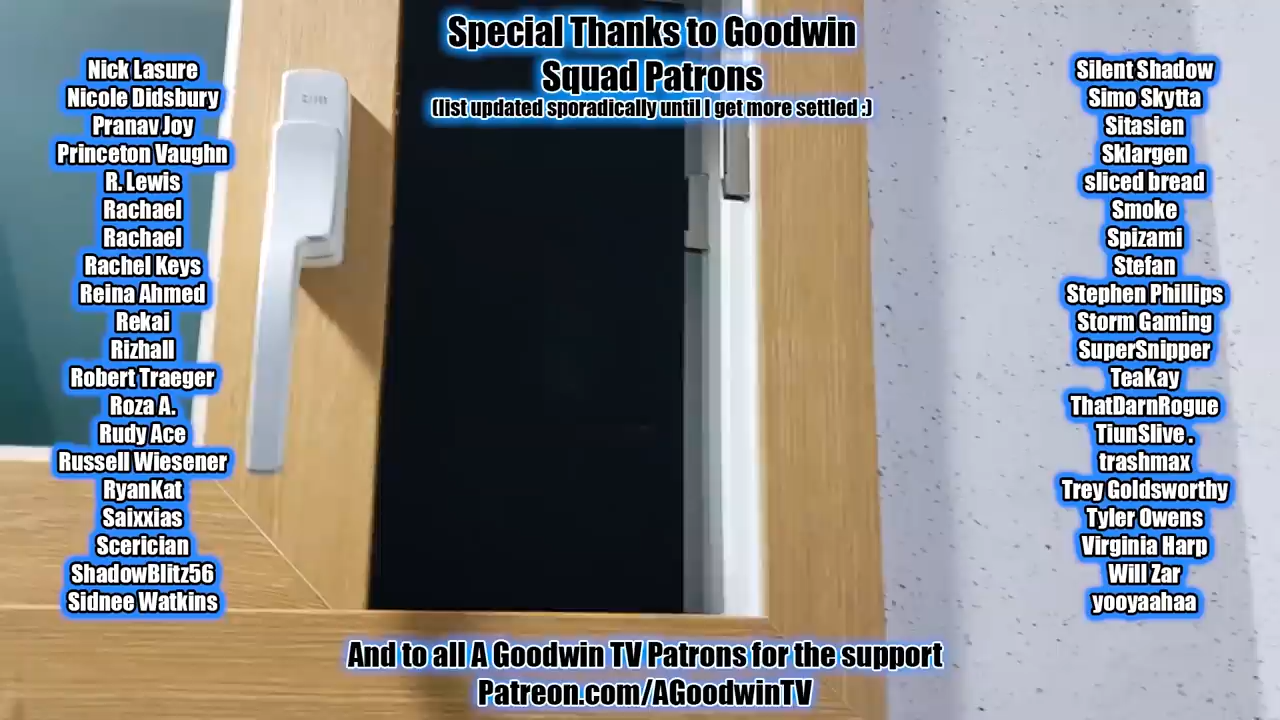 Special Thanks to Goodwin
Squad Patrons
(list updated sporadically until I get more settled :)
Nick Lasure
Nicole Didsbury
Pranav Joy
Princeton Vaughn
R. Lewis
Rachael
Rachael
Rachel Keys
Reina Ahmed
Rekai
Rizhall
Robert Traeger
Roza A.
Rudy Ace
Russell Wiesener
RyanKat
Saixxias
Scerician
ShadowBlitz56
Sidnee Watkins
Silent Shadow
Simo Skytta
Sitasien
Sklargen
sliced bread
Smoke
Spizami
Stefan
Stephen Phillips
Storm Gaming
SuperSnipper
TeaKay
ThatDarnRogue
TiunSlive .
trashmax
Trey Goldsworthy
Tyler Owens
Virginia Harp
Will Zar
yooyaahaa
And to all A Goodwin TV Patrons for the support
Patreon.com/AGoodwinTV